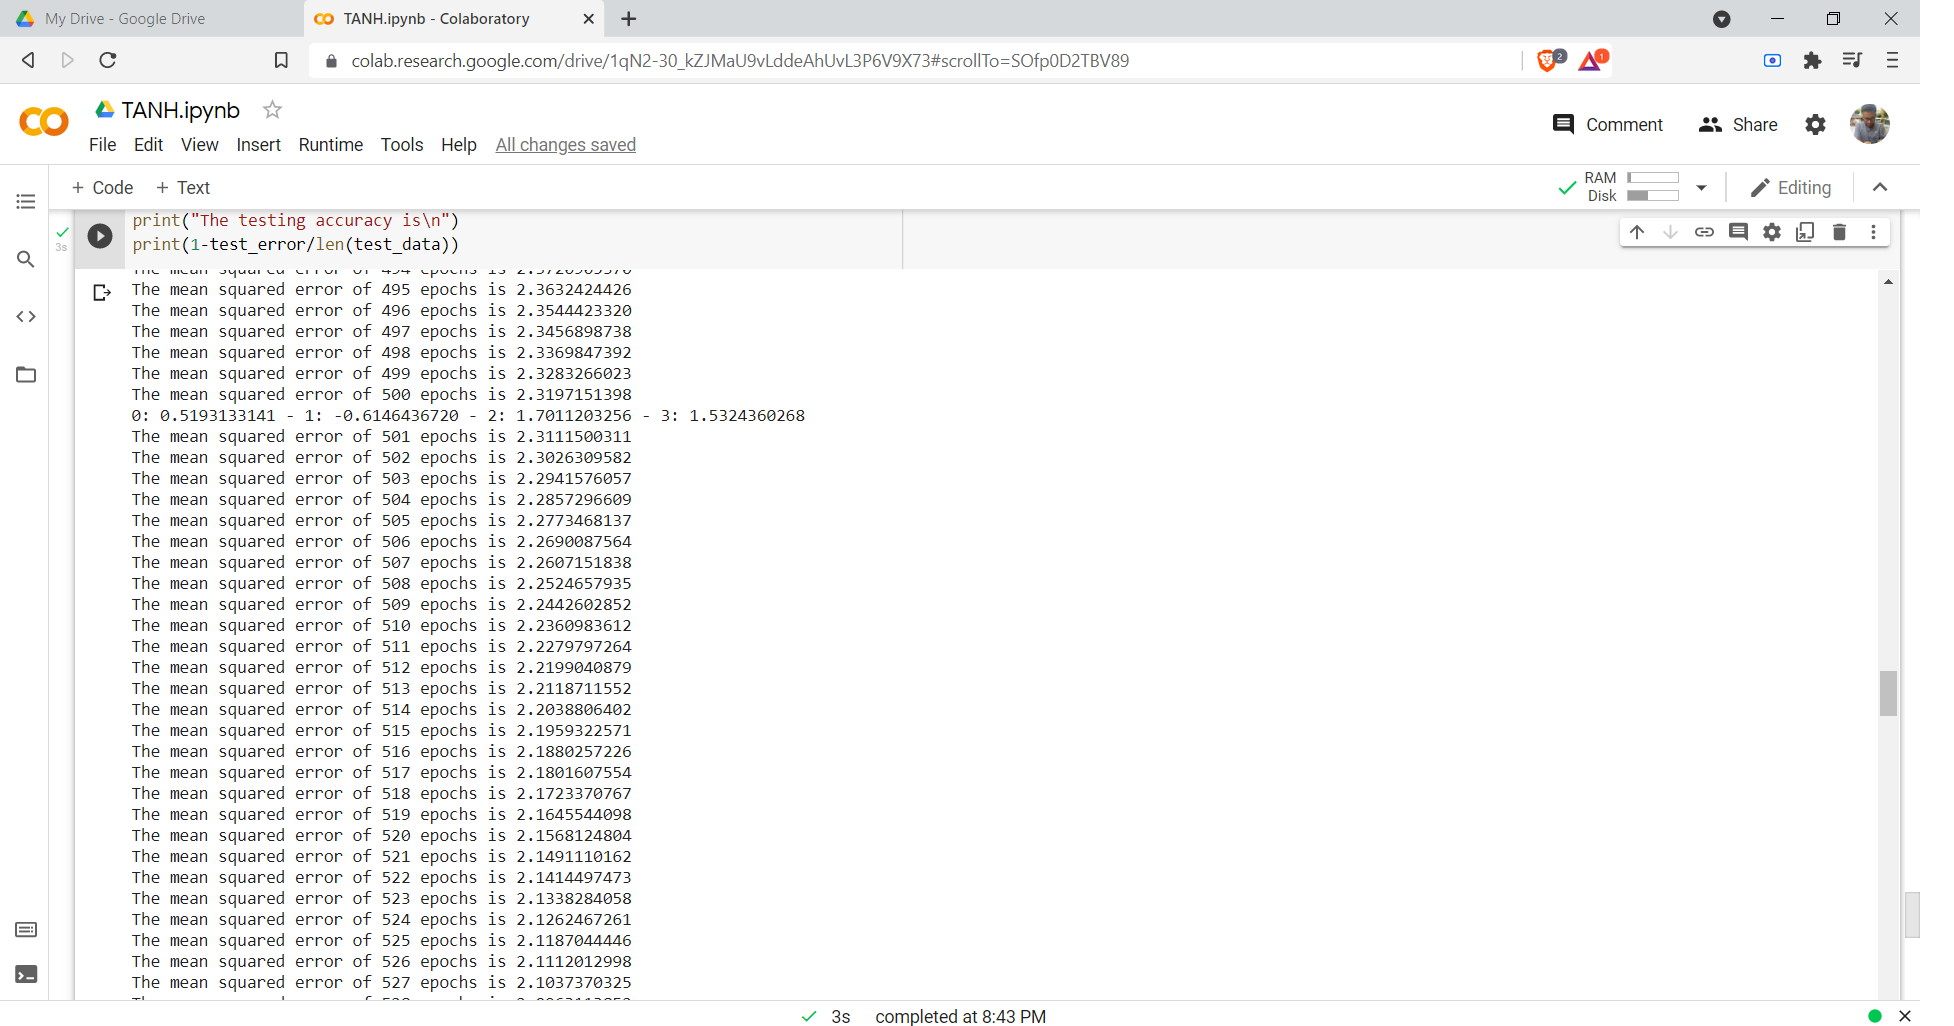 My Drive - Google Drive
TANH.ipynb - Colaboratory
colab.research.google.com/drive/1qN2-30_kZJMaU9vLddeAhUvL3P6V9X73#scrollTo=SOfp0D2TBV89
2
1
TANH.ipynb
Comment
Share
File Edit View Insert Runtime Tools Help All changes saved
+ Code + Text
RAM
Disk
Editing
3s
print("The testing accuracy is\n")
print(1-test_error/len(test_data))
The mean squared error of 494 epochs is
The mean squared error of 495 epochs is 2.3632424426
The mean squared error of 496 epochs is 2.3544423320
The mean squared error of 497 epochs is 2.3456898738
The mean squared error of 498 epochs is 2.3369847392
The mean squared error of 499 epochs is 2.3283266023
The mean squared error of 500 epochs is 2.3197151398
0: 0.5193133141 - 1: -0.6146436720 - 2: 1.7011203256 - 3: 1.5324360268
The mean squared error of 501 epochs is 2.3111500311
The mean squared error of 502 epochs is 2.3026309582
The mean squared error of 503 epochs is 2.2941576057
The mean squared error of 504 epochs is 2.2857296609
The mean squared error of 505 epochs is 2.2773468137
The mean squared error of 506 epochs is 2.2690087564
The mean squared error of 507 epochs is 2.2607151838
The mean squared error of 508 epochs is 2.2524657935
The mean squared error of 509 epochs is 2.2442602852
The mean squared error of 510 epochs is 2.2360983612
The mean squared error of 511 epochs is 2.2279797264
The mean squared error of 512 epochs is 2.2199040879
The mean squared error of 513 epochs is 2.2118711552
The mean squared error of 514 epochs is 2.2038806402
The mean squared error of 515 epochs is 2.1959322571
The mean squared error of 516 epochs is 2.1880257226
The mean squared error of 517 epochs is 2.1801607554
The mean squared error of 518 epochs is 2.1723370767
The mean squared error of 519 epochs is 2.1645544098
The mean squared error of 520 epochs is 2.1568124804
The mean squared error of 521 epochs is 2.1491110162
The mean squared error of 522 epochs is 2.1414497473
The mean squared error of 523 epochs is 2.1338284058
The mean squared error of 524 epochs is 2.1262467261
The mean squared error of 525 epochs is 2.1187044446
The mean squared error of 526 epochs is 2.1112012998
The mean squared error of 527 epochs is 2.1037370325
3s completed at 8:43 PM